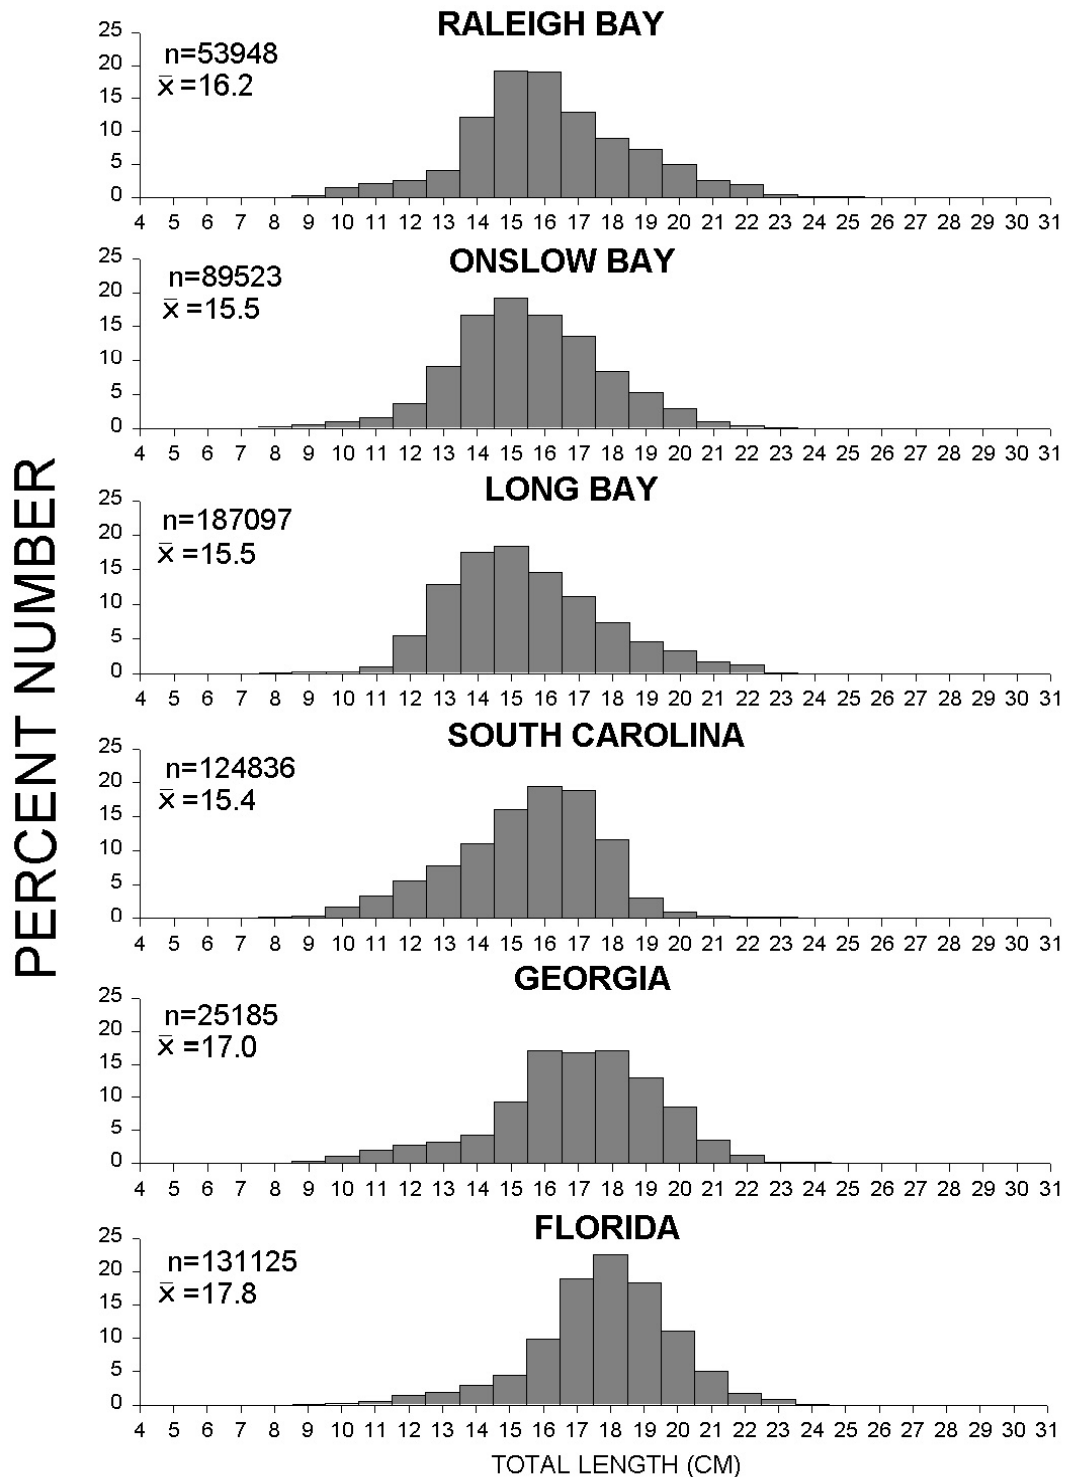 PERCENT NUMBER
RALEIGH BAY
n=53948
x̄ =16.2
25
20
15
10
5
0
4 5 6 7 8 9 10 11 12 13 14 15 16 17 18 19 20 21 22 23 24 25 26 27 28 29 30 31
ONSLOW BAY
n=89523
x̄ =15.5
25
20
15
10
5
0
4 5 6 7 8 9 10 11 12 13 14 15 16 17 18 19 20 21 22 23 24 25 26 27 28 29 30 31
LONG BAY
n=187097
x̄ =15.5
25
20
15
10
5
0
4 5 6 7 8 9 10 11 12 13 14 15 16 17 18 19 20 21 22 23 24 25 26 27 28 29 30 31
SOUTH CAROLINA
n=124836
x̄ =15.4
25
20
15
10
5
0
4 5 6 7 8 9 10 11 12 13 14 15 16 17 18 19 20 21 22 23 24 25 26 27 28 29 30 31
GEORGIA
n=25185
x̄ =17.0
25
20
15
10
5
0
4 5 6 7 8 9 10 11 12 13 14 15 16 17 18 19 20 21 22 23 24 25 26 27 28 29 30 31
FLORIDA
n=131125
x̄ =17.8
25
20
15
10
5
0
4 5 6 7 8 9 10 11 12 13 14 15 16 17 18 19 20 21 22 23 24 25 26 27 28 29 30 31
TOTAL LENGTH (CM)